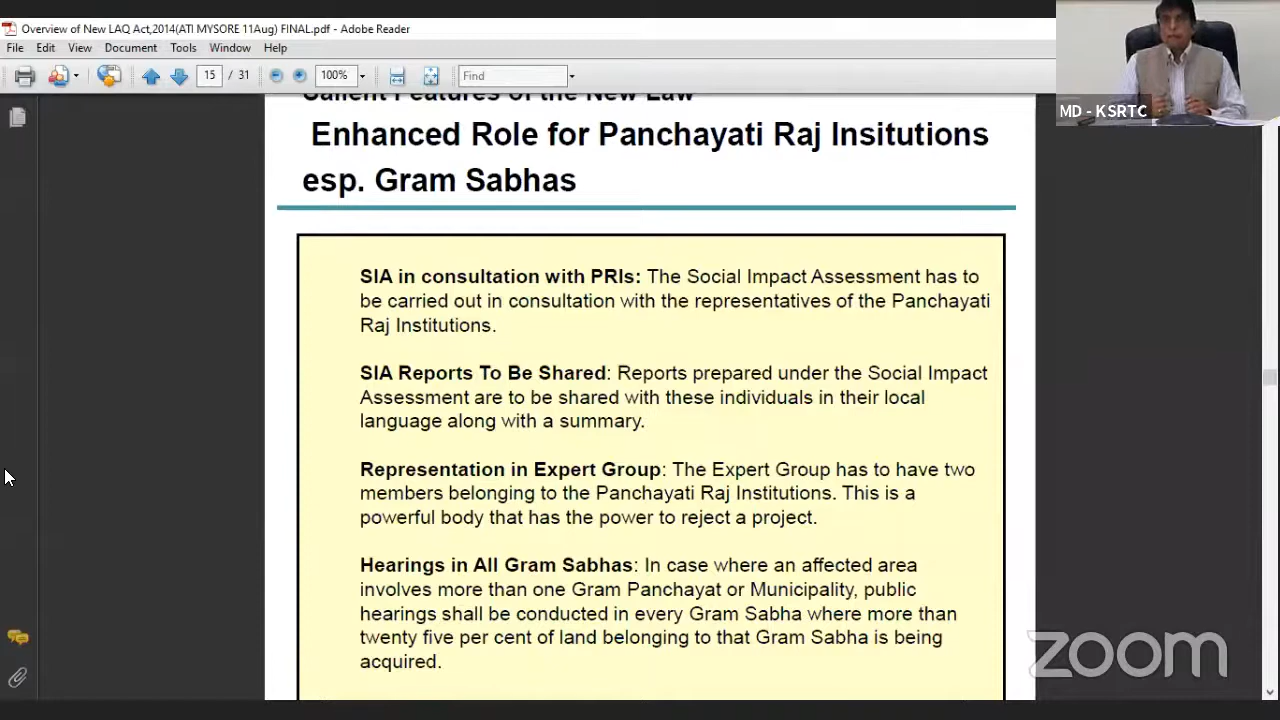 Overview of New LAQ Act,2014(ATI MYSORE 11Aug) FINAL.pdf - Adobe Reader
File Edit View Document Tools Window Help
15 / 31 100% Find
MD - KSRTC
Salient Features of the New Law
Enhanced Role for Panchayati Raj Insitutions
esp. Gram Sabhas
SIA in consultation with PRIs: The Social Impact Assessment has to
be carried out in consultation with the representatives of the Panchayati
Raj Institutions.
SIA Reports To Be Shared: Reports prepared under the Social Impact
Assessment are to be shared with these individuals in their local
language along with a summary.
Representation in Expert Group: The Expert Group has to have two
members belonging to the Panchayati Raj Institutions. This is a
powerful body that has the power to reject a project.
Hearings in All Gram Sabhas: In case where an affected area
involves more than one Gram Panchayat or Municipality, public
hearings shall be conducted in every Gram Sabha where more than
twenty five per cent of land belonging to that Gram Sabha is being
acquired.
zoom